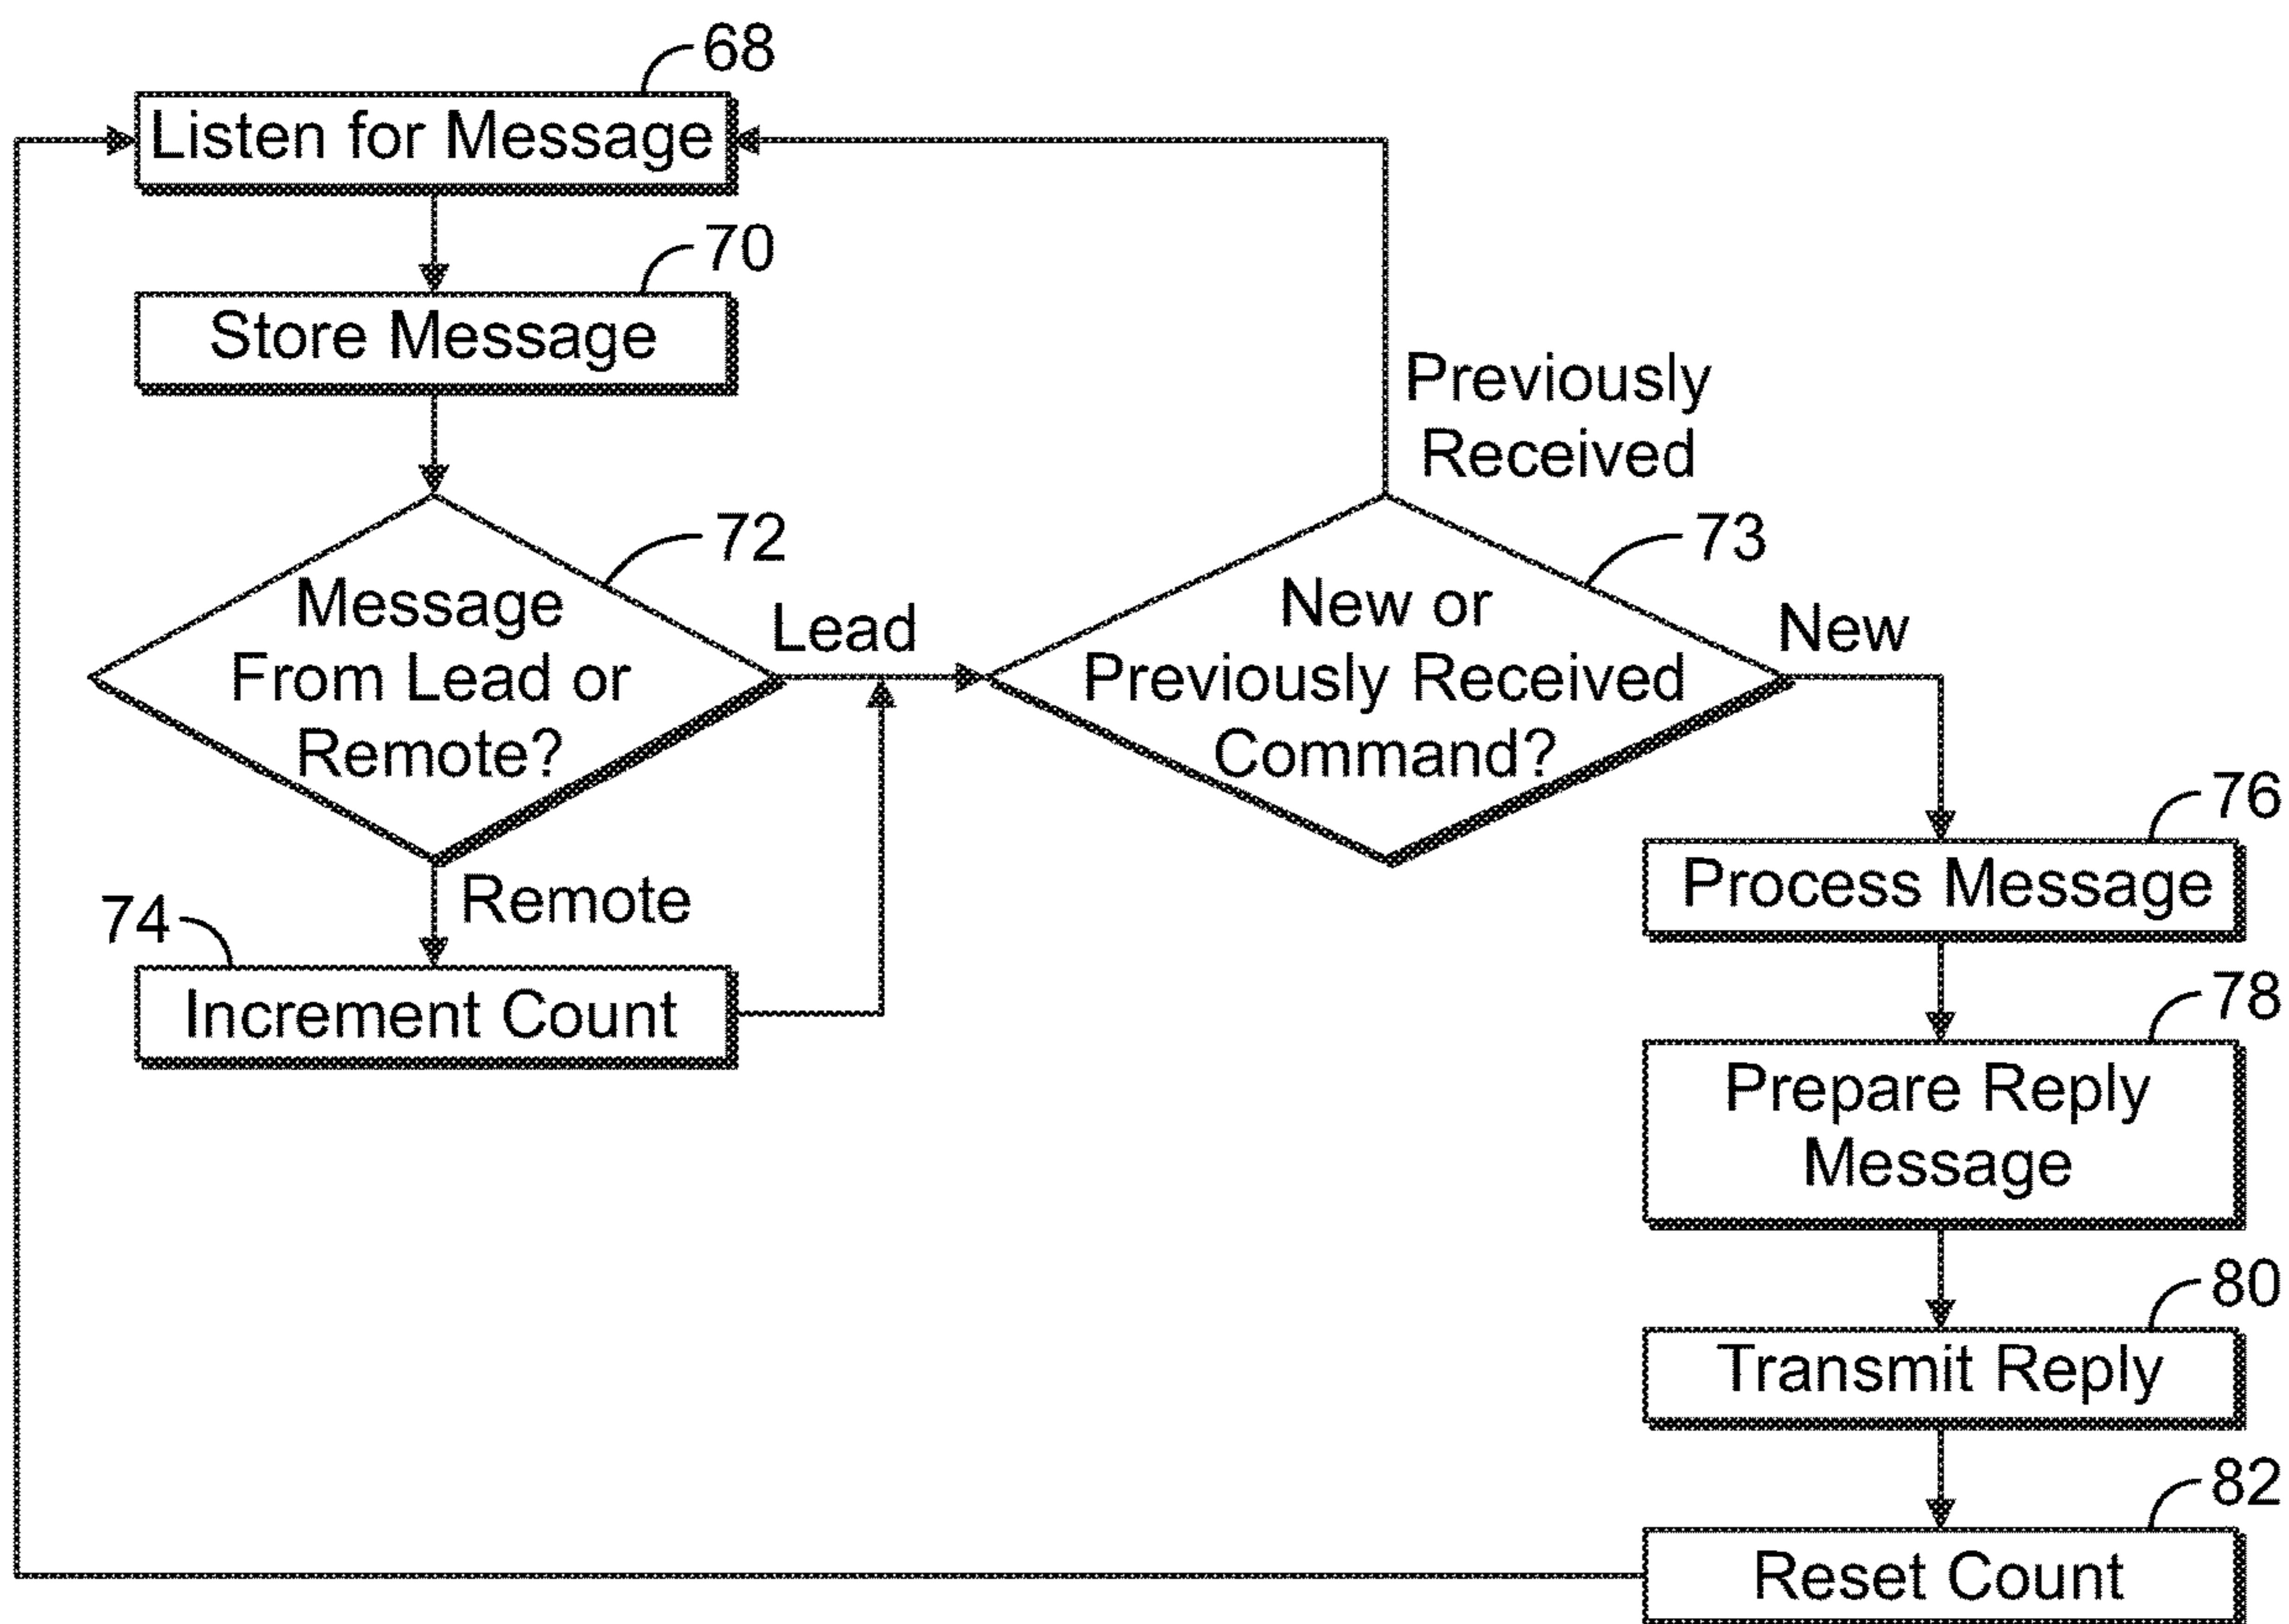 68
Listen for Message
70
Store Message
Previously
Received
72
73
Message
From Lead or
Remote?
Lead
New or
Previously Received
Command?
New
76
Process Message
Remote
74
Increment Count
78
Prepare Reply
Message
80
Transmit Reply
82
Reset Count